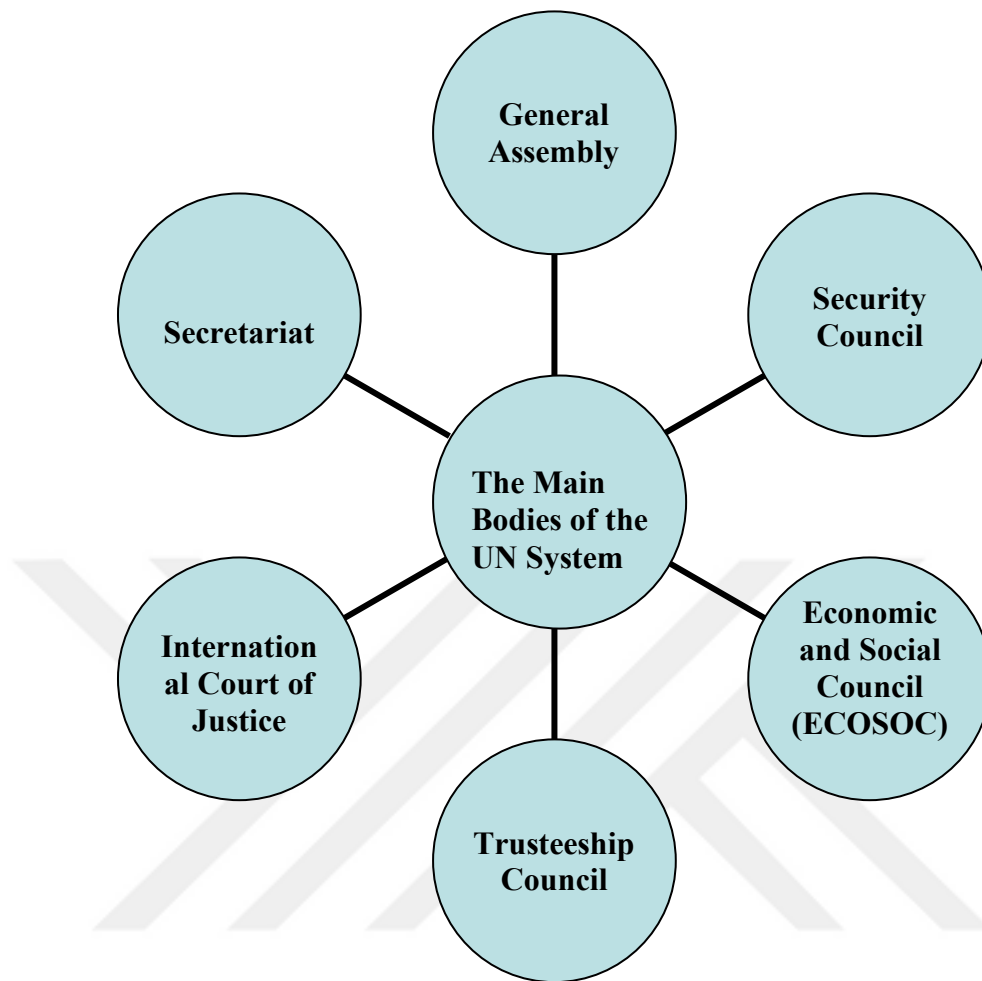 General
Assembly
Security
Council
Secretariat
The Main
Bodies of the
UN System
Economic
and Social
Council
(ECOSOC)
Internation
al Court of
Justice
Trusteeship
Council